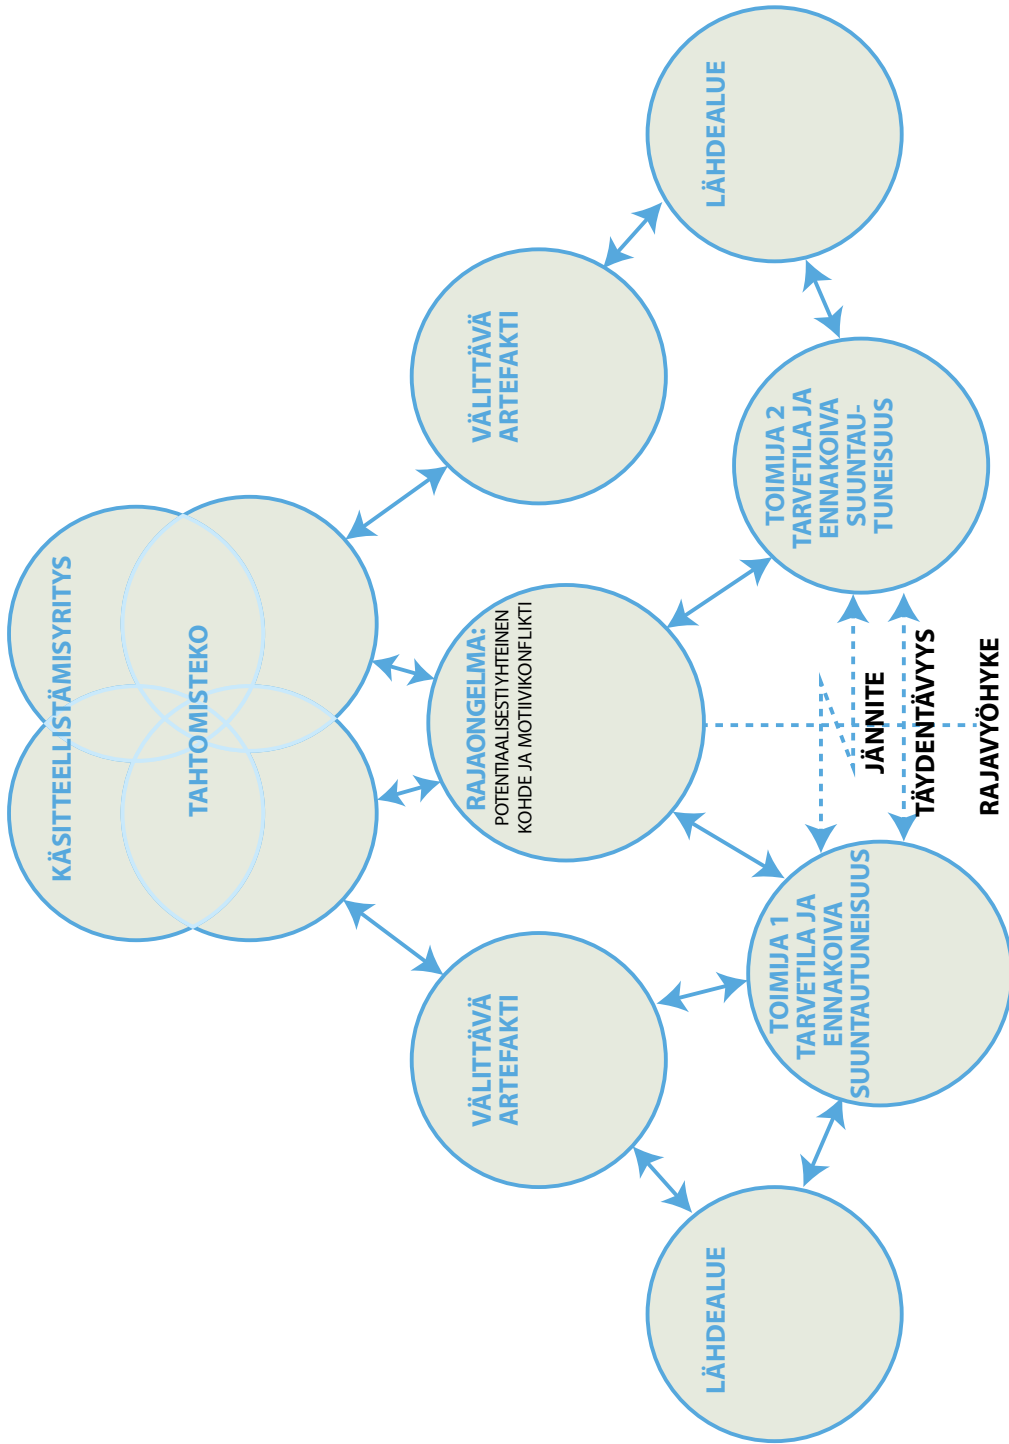 KÄSITTEELLISTÄMISYRITYS
TAHTOMISTEKO
VÄLITTÄVÄ
ARTEFAKTI
RAJAONGELMA:
POTENTIAALISESTI YHTEINEN
KOHDE JA MOTIIVIKONFLIKTI
VÄLITTÄVÄ
ARTEFAKTI
LÄHDEALUE
TOIMIJA 1
TARVETILA JA
ENNAKOIVA
SUUNTAUTUNEISUUS
JÄNNITE
TÄYDENTÄVYYS
RAJAVYÖHYKE
TOIMIJA 2
TARVETILA JA
ENNAKOIVA
SUUNTAU-
TUNEISUUS
LÄHDEALUE